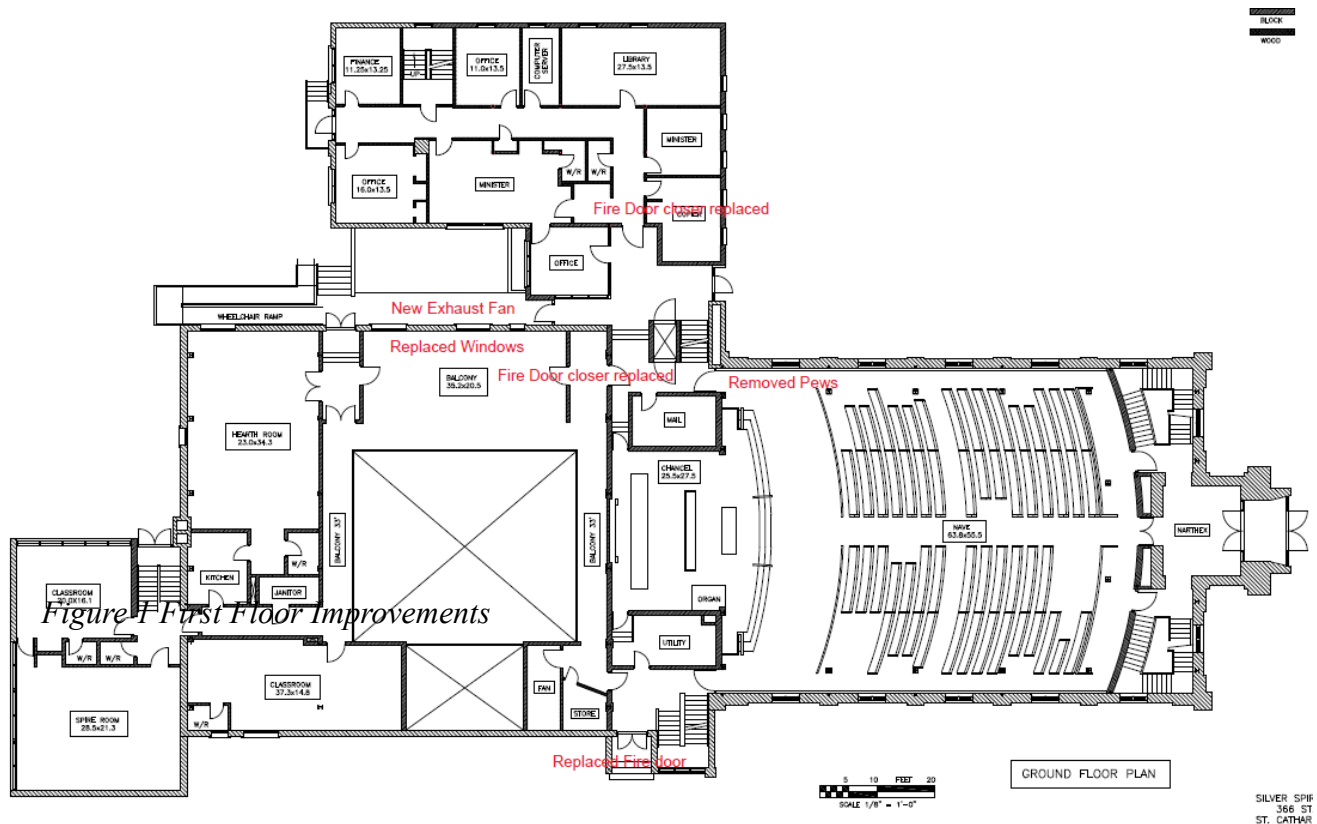 BLOCK
WOOD
FINANCE
11.25x13.25
UP
OFFICE
11.0x13.5
COMPUTER
SERVER
LIBRARY
27.5x13.5
MINISTER
OFFICE
16.0x13.5
MINISTER
W/R
W/R
Fire Door closer replaced
COPIER
OFFICE
New Exhaust Fan
WHEELCHAIR RAMP
Replaced Windows
Fire Door closer replaced
Removed Pews
BALCONY
35.2x20.5
MAIL
HEARTH ROOM
23.0x34.3
CHANCEL
25.5x27.5
BALCONY 33'
BALCONY 33'
NAVE
63.8x55.5
NARTHEX
W/R
KITCHEN
JANITOR
CLASSROOM
20.0x16.1
ORGAN
Figure 1 First Floor Improvements
UTILITY
W/R
W/R
CLASSROOM
37.3x14.8
FAN
STORE
SPIRE ROOM
28.5x21.3
W/R
Replaced Fire door
GROUND FLOOR PLAN
5 10 FEET 20
SCALE 1/8" = 1'-0"
SILVER SPIR
366 ST
ST. CATHAR